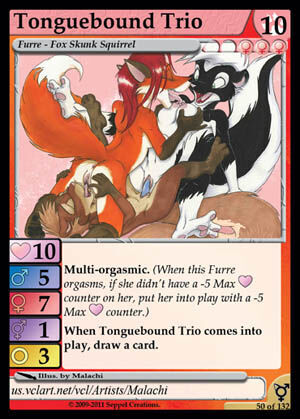 Tonguebound Trio
10
Furre - Fox Skunk Squirrel
10
5
7
1
3
Multi-orgasmic. (When this Furre
orgasms, if she didn't have a -5 Max
counter on her, put her into play with a -5
Max counter.)
When Tonguebound Trio comes into
play, draw a card.
Illus. by Malachi
us.vclart.net/vcl/Artists/Malachi
© 2009-2011 Seppel Creations.
50 of 132